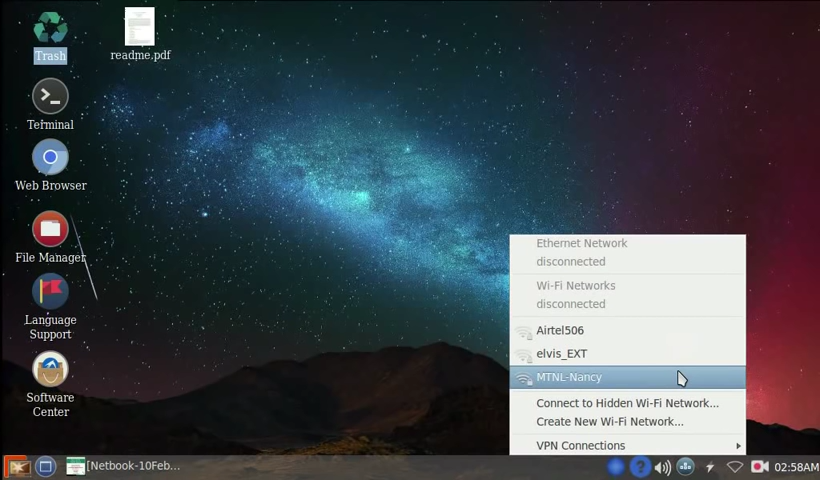 Trash
readme.pdf
Terminal
Web Browser
File Manager
Language
Support
Software
Center
Ethernet Network
disconnected
Wi-Fi Networks
disconnected
Airtel506
elvis_EXT
MTNL-Nancy
Connect to Hidden Wi-Fi Network...
Create New Wi-Fi Network...
VPN Connections
[Netbook-10Feb...
02:58AM